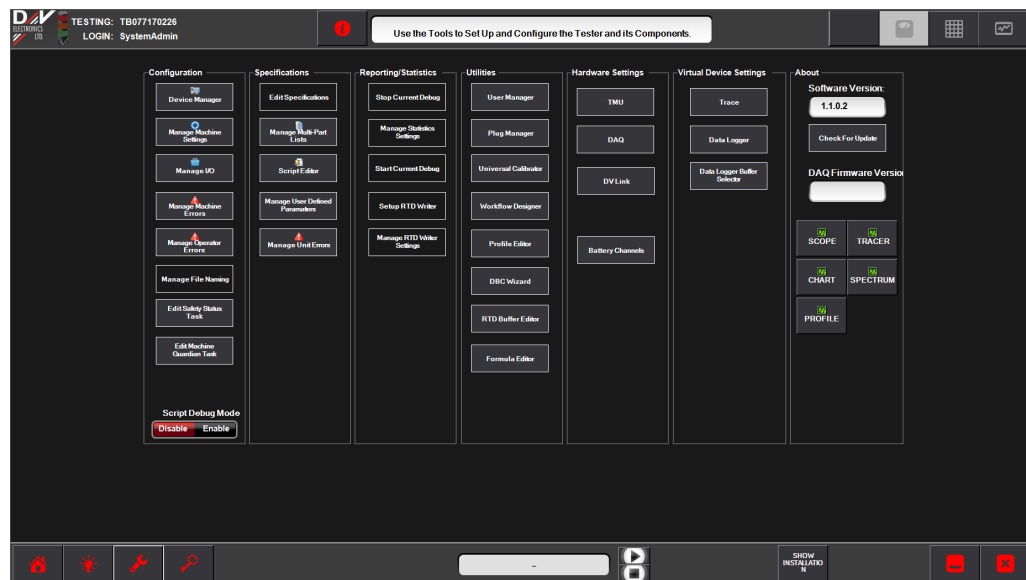 D&V
ELECTRONICS
LTD.
TESTING: TB077170226
LOGIN: SystemAdmin
Use the Tools to Set Up and Configure the Tester and its Components.
Configuration
Device Manager
Manage Machine
Settings
Manage I/O
Manage Machine
Errors
Manage Operator
Errors
Manage File Naming
Edit Safety Status
Task
Edit Machine
Guardian Task
Script Debug Mode
Disable Enable
Specifications
Edit Specifications
Manage Multi-Part
Lists
Script Editor
Manage User Defined
Parameters
Manage Unit Errors
Reporting/Statistics
Stop Current Debug
Manage Statistics
Settings
Start Current Debug
Setup RTD Writer
Manage RTD Writer
Settings
Utilities
User Manager
Plug Manager
Universal Calibrator
Workflow Designer
Profile Editor
DBC Wizard
RTD Buffer Editor
Formula Editor
Hardware Settings
TMU
DAQ
DV Link
Battery Channels
Virtual Device Settings
Trace
Data Logger
Data Logger Buffer
Selector
About
Software Version:
1.1.0.2
Check For Update
DAQ Firmware Version
SCOPE
TRACER
CHART
SPECTRUM
PROFILE
-
SHOW
INSTALLATIO
N